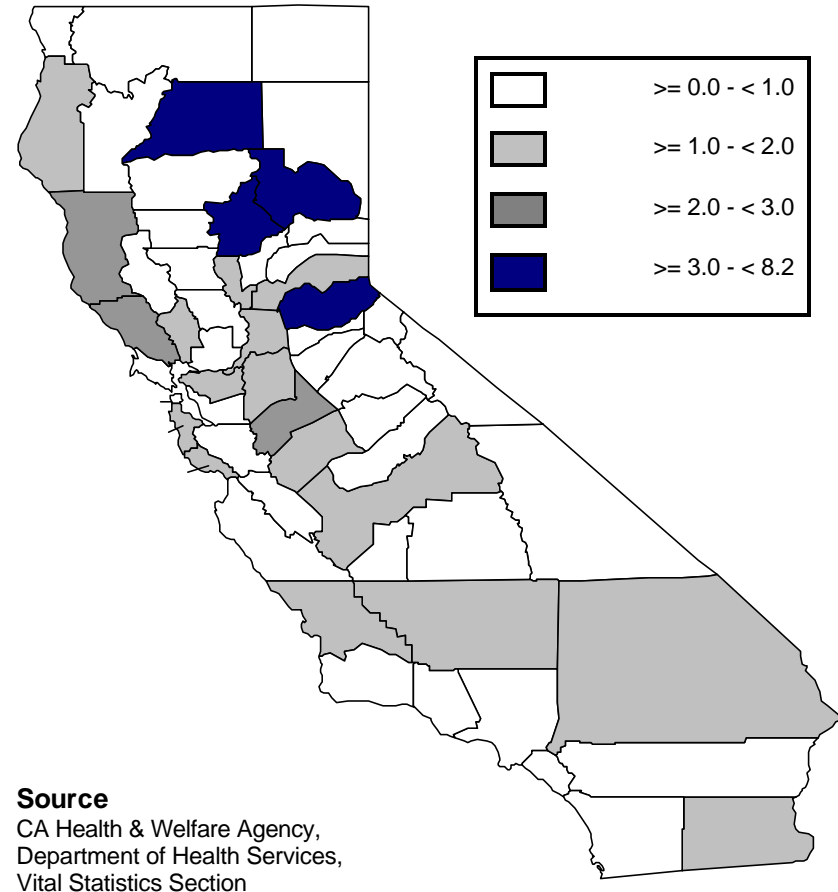 >= 0.0 - < 1.0
>= 1.0 - < 2.0
>= 2.0 - < 3.0
>= 3.0 - < 8.2
Source
CA Health & Welfare Agency,
Department of Health Services,
Vital Statistics Section